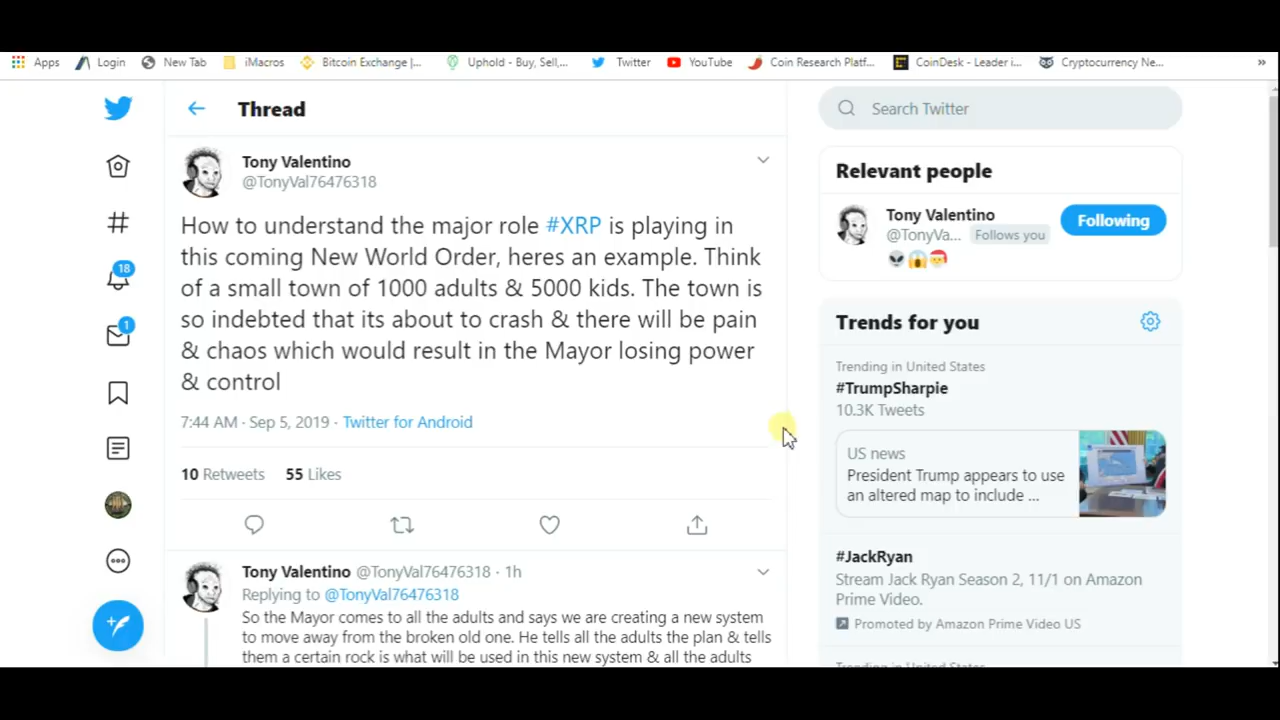 Apps Login New Tab iMacros Bitcoin Exchange |... Uphold - Buy, Sell,... Twitter YouTube Coin Research Platf... CoinDesk - Leader i... Cryptocurrency Ne... »
Thread
Search Twitter
Tony Valentino
@TonyVal76476318
How to understand the major role #XRP is playing in
this coming New World Order, heres an example. Think
of a small town of 1000 adults & 5000 kids. The town is
so indebted that its about to crash & there will be pain
& chaos which would result in the Mayor losing power
& control
7:44 AM · Sep 5, 2019 · Twitter for Android
10 Retweets 55 Likes
Tony Valentino @TonyVal76476318 · 1h
Replying to @TonyVal76476318
So the Mayor comes to all the adults and says we are creating a new system
to move away from the broken old one. He tells all the adults the plan & tells
them a certain rock is what will be used in this new system & all the adults
18
1
Relevant people
Tony Valentino
@TonyVa... Follows you
Following
Trends for you
Trending in United States
#TrumpSharpie
10.3K Tweets
US news
President Trump appears to use
an altered map to include ...
#JackRyan
Stream Jack Ryan Season 2, 11/1 on Amazon
Prime Video.
Promoted by Amazon Prime Video US
Trending in United States